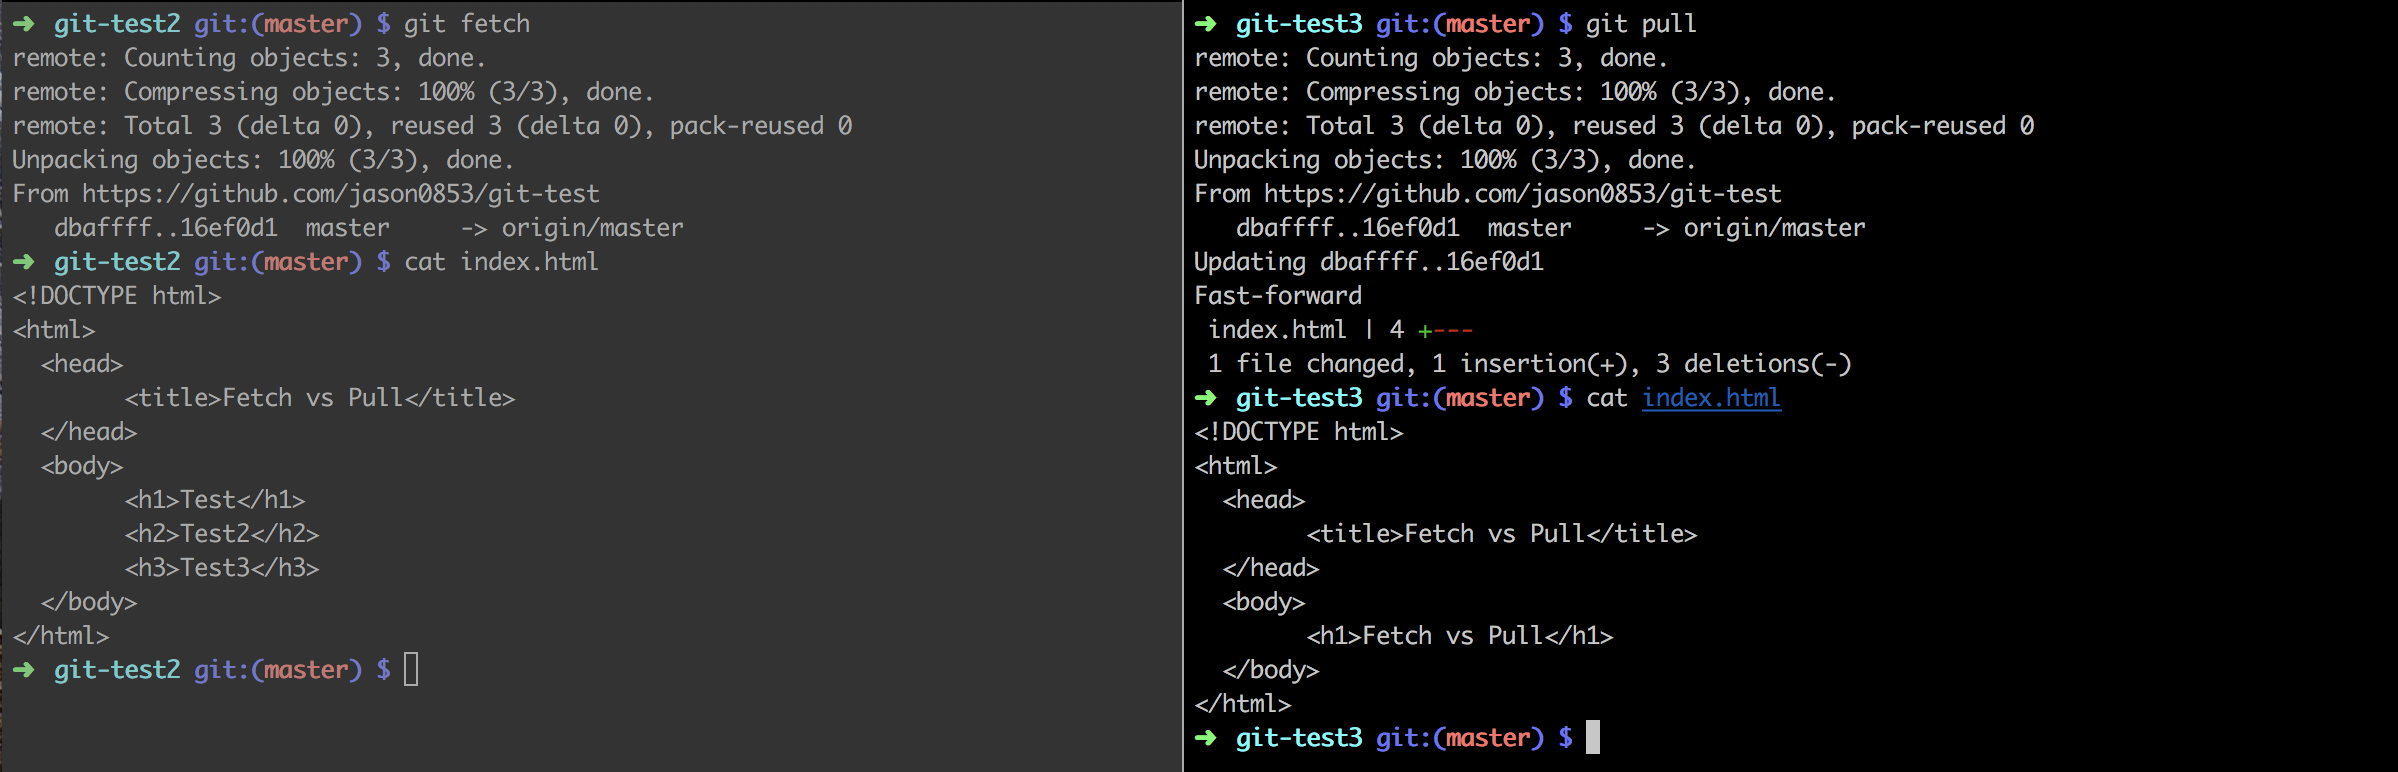 ➜  git-test2 git:(master) $ git fetch
remote: Counting objects: 3, done.
remote: Compressing objects: 100% (3/3), done.
remote: Total 3 (delta 0), reused 3 (delta 0), pack-reused 0
Unpacking objects: 100% (3/3), done.
From https://github.com/jason0853/git-test
   dbaffff..16ef0d1  master     -> origin/master
➜  git-test2 git:(master) $ cat index.html
<!DOCTYPE html>
<html>
  <head>
        <title>Fetch vs Pull</title>
  </head>
  <body>
        <h1>Test</h1>
        <h2>Test2</h2>
        <h3>Test3</h3>
  </body>
</html>
➜  git-test2 git:(master) $
➜  git-test3 git:(master) $ git pull
remote: Counting objects: 3, done.
remote: Compressing objects: 100% (3/3), done.
remote: Total 3 (delta 0), reused 3 (delta 0), pack-reused 0
Unpacking objects: 100% (3/3), done.
From https://github.com/jason0853/git-test
   dbaffff..16ef0d1  master     -> origin/master
Updating dbaffff..16ef0d1
Fast-forward
 index.html | 4 +---
 1 file changed, 1 insertion(+), 3 deletions(-)
➜  git-test3 git:(master) $ cat index.html
<!DOCTYPE html>
<html>
  <head>
        <title>Fetch vs Pull</title>
  </head>
  <body>
        <h1>Fetch vs Pull</h1>
  </body>
</html>
➜  git-test3 git:(master) $